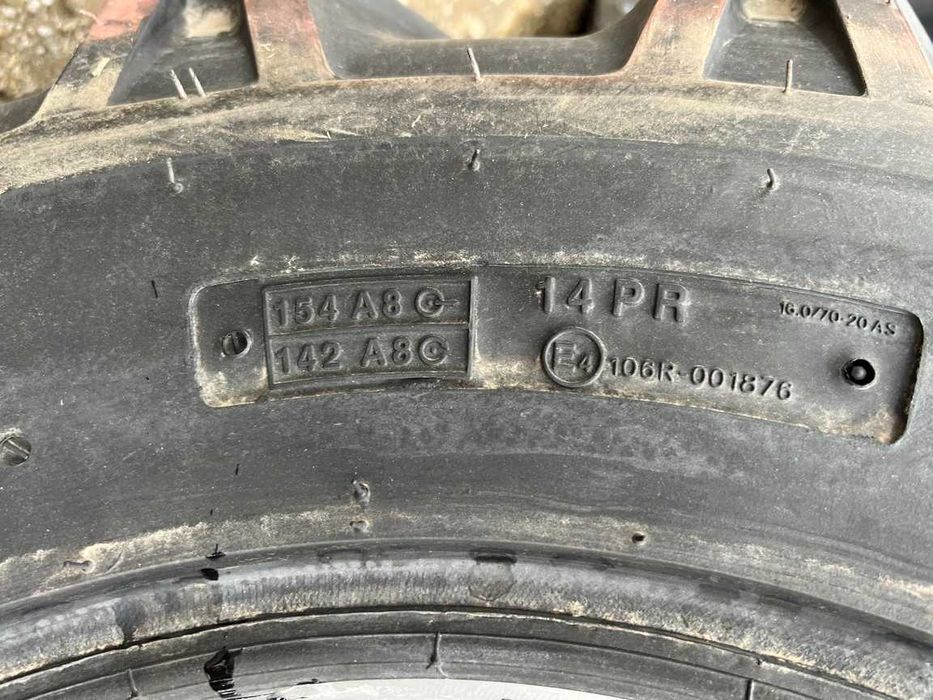 154 A8
142 A8
14 PR
16.0/70-20 AS
E4 106R-001876